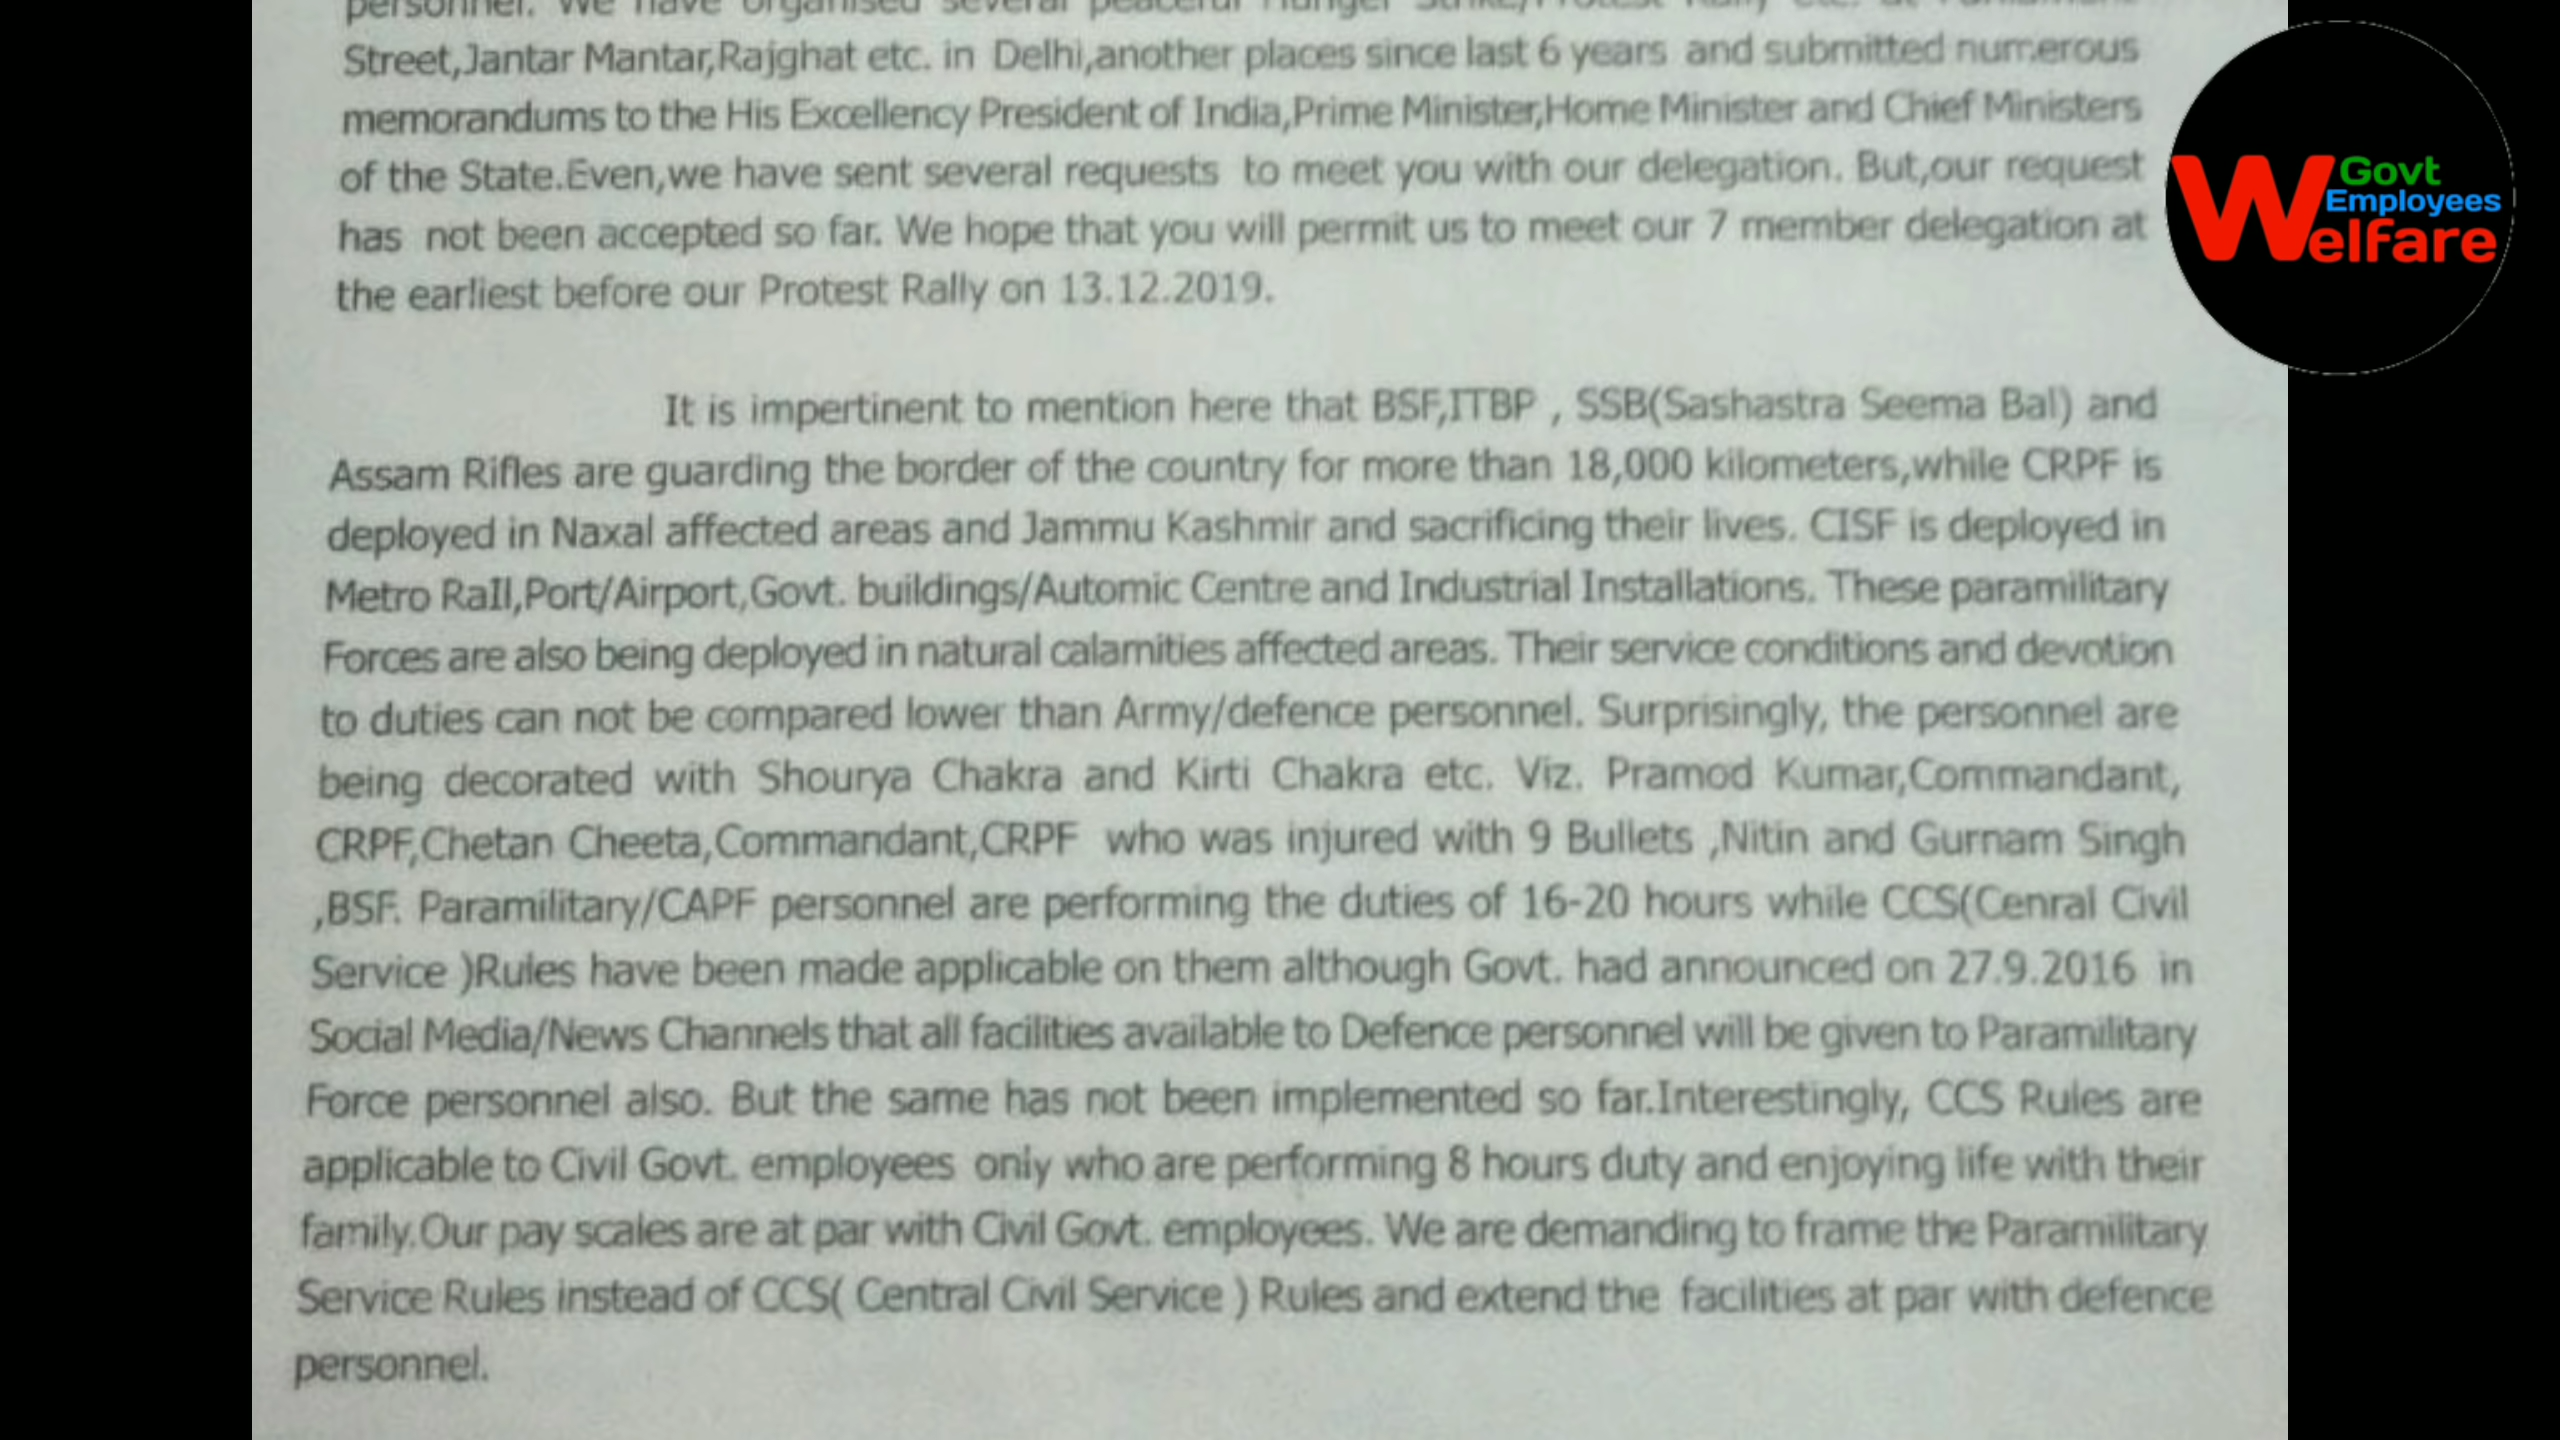 personnel. We have organised several peaceful Hunger Strike/Protest Rally etc. at Parliament
Street,Jantar Mantar,Rajghat etc. in Delhi,another places since last 6 years and submitted numerous
memorandums to the His Excellency President of India,Prime Minister,Home Minister and Chief Ministers
of the State.Even,we have sent several requests to meet you with our delegation. But,our request
has not been accepted so far. We hope that you will permit us to meet our 7 member delegation at
the earliest before our Protest Rally on 13.12.2019.
It is impertinent to mention here that BSF,ITBP , SSB(Sashastra Seema Bal) and
Assam Rifles are guarding the border of the country for more than 18,000 kilometers,while CRPF is
deployed in Naxal affected areas and Jammu Kashmir and sacrificing their lives. CISF is deployed in
Metro RaIl,Port/Airport,Govt. buildings/Automic Centre and Industrial Installations. These paramilitary
Forces are also being deployed in natural calamities affected areas. Their service conditions and devotion
to duties can not be compared lower than Army/defence personnel. Surprisingly, the personnel are
being decorated with Shourya Chakra and Kirti Chakra etc. Viz. Pramod Kumar,Commandant,
CRPF,Chetan Cheeta,Commandant,CRPF who was injured with 9 Bullets ,Nitin and Gurnam Singh
,BSF. Paramilitary/CAPF personnel are performing the duties of 16-20 hours while CCS(Cenral Civil
Service )Rules have been made applicable on them although Govt. had announced on 27.9.2016 in
Social Media/News Channels that all facilities available to Defence personnel will be given to Paramilitary
Force personnel also. But the same has not been implemented so far.Interestingly, CCS Rules are
applicable to Civil Govt. employees only who are performing 8 hours duty and enjoying life with their
family.Our pay scales are at par with Civil Govt. employees. We are demanding to frame the Paramilitary
Service Rules instead of CCS( Central Civil Service ) Rules and extend the facilities at par with defence
personnel.
Govt
Employees
Welfare